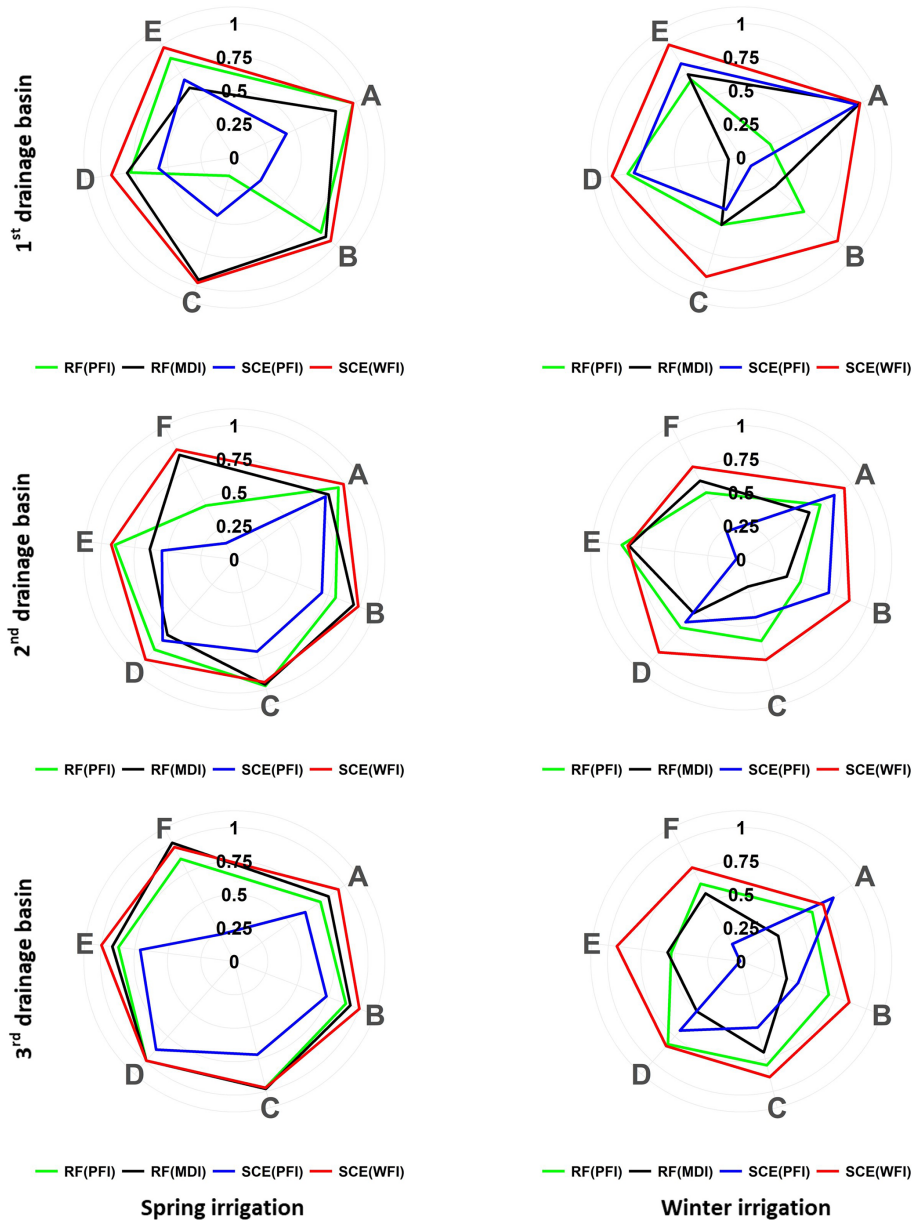 1st drainage basin
1
0.75
0.5
0.25
0
A
B
C
D
E
RF(PFI) RF(MDI) SCE(PFI) SCE(WFI)
1
0.75
0.5
0.25
0
A
B
C
D
E
RF(PFI) RF(MDI) SCE(PFI) SCE(WFI)
2nd drainage basin
1
0.75
0.5
0.25
0
A
B
C
D
E
F
RF(PFI) RF(MDI) SCE(PFI) SCE(WFI)
1
0.75
0.5
0.25
0
A
B
C
D
E
F
RF(PFI) RF(MDI) SCE(PFI) SCE(WFI)
3rd drainage basin
1
0.75
0.5
0.25
0
A
B
C
D
E
F
RF(PFI) RF(MDI) SCE(PFI) SCE(WFI)
1
0.75
0.5
0.25
0
A
B
C
D
E
F
RF(PFI) RF(MDI) SCE(PFI) SCE(WFI)
Spring irrigation
Winter irrigation